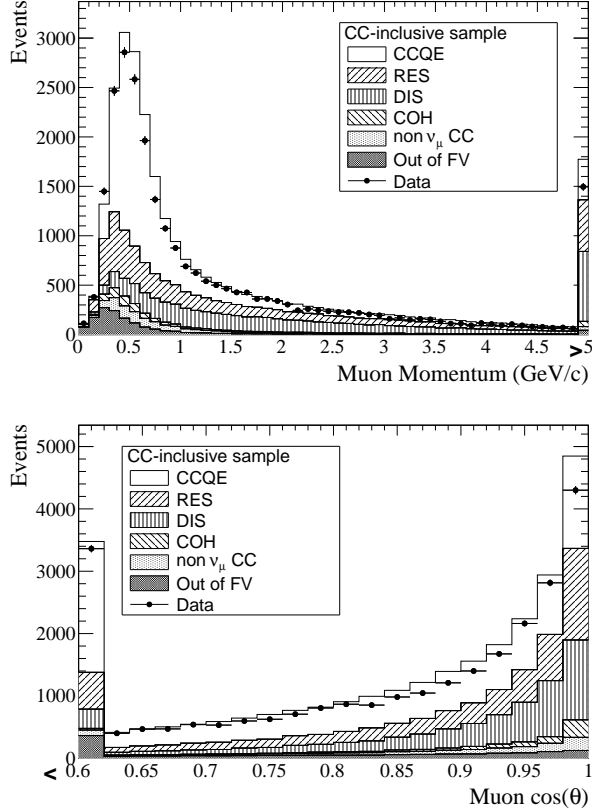 Events
3000
2500
2000
1500
1000
500
0
CC-inclusive sample
CCQE
RES
DIS
COH
non νμ CC
Out of FV
Data
0 0.5 1 1.5 2 2.5 3 3.5 4 4.5 5
>
Muon Momentum (GeV/c)
Events
5000
4000
3000
2000
1000
0
CC-inclusive sample
CCQE
RES
DIS
COH
non νμ CC
Out of FV
Data
0.6 0.65 0.7 0.75 0.8 0.85 0.9 0.95 1
<
Muon cos(θ)